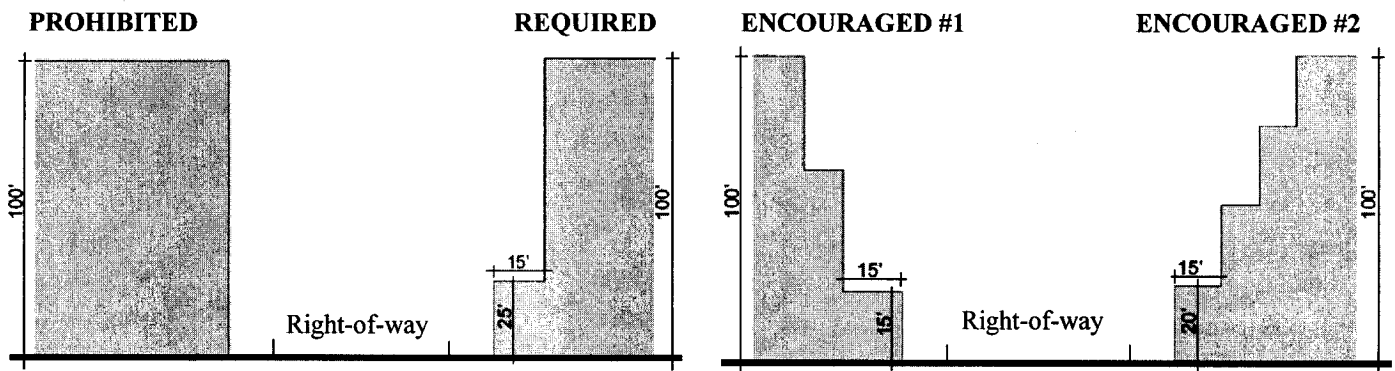 PROHIBITED
REQUIRED
ENCOURAGED #1
ENCOURAGED #2
100'
15'
25'
100'
Right-of-way
100'
15'
15'
Right-of-way
15'
20'
100'